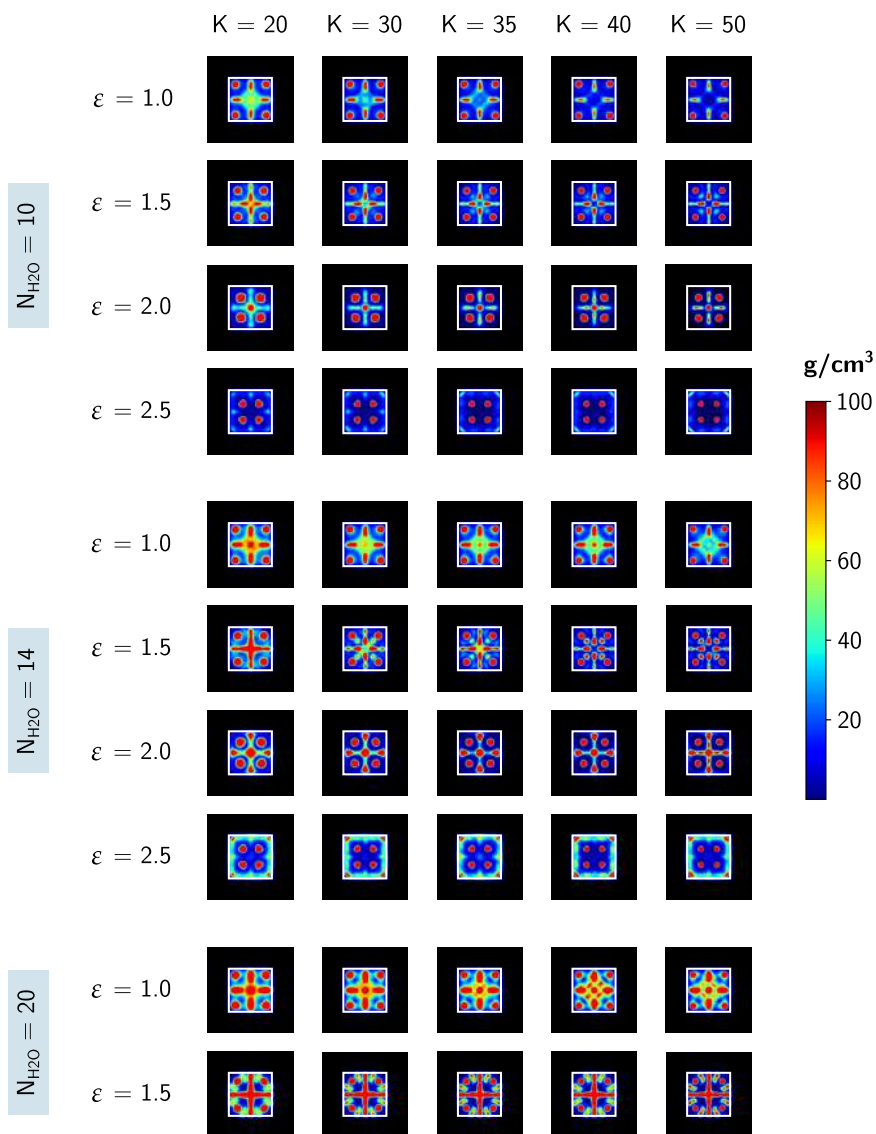 K = 20 K = 30 K = 35 K = 40 K = 50
N_H2O = 10
ε = 1.0
ε = 1.5
ε = 2.0
ε = 2.5
N_H2O = 14
ε = 1.0
ε = 1.5
ε = 2.0
ε = 2.5
N_H2O = 20
ε = 1.0
ε = 1.5
g/cm³
100
80
60
40
20